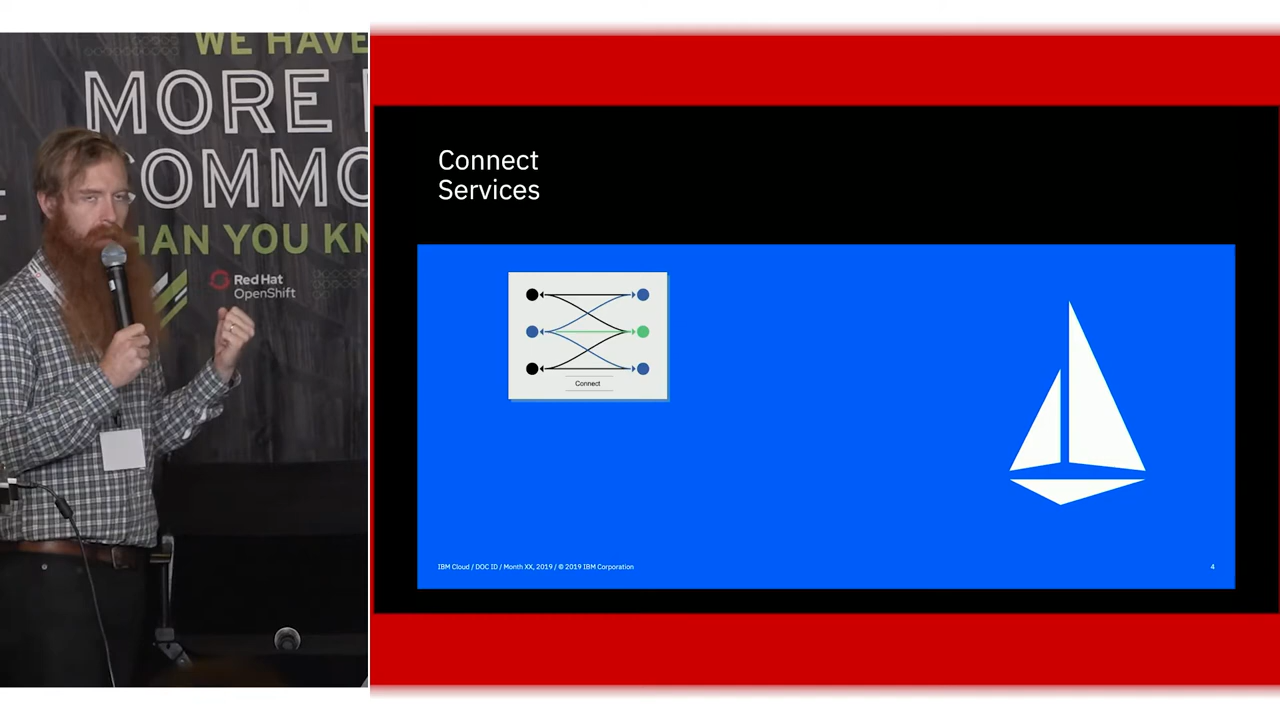 WE HAVE
MORE
COMMO
HAN YOU KN
Red Hat
OpenShift
Connect
Services
Connect
IBM Cloud / DOC ID / Month XX, 2019 / © 2019 IBM Corporation
4